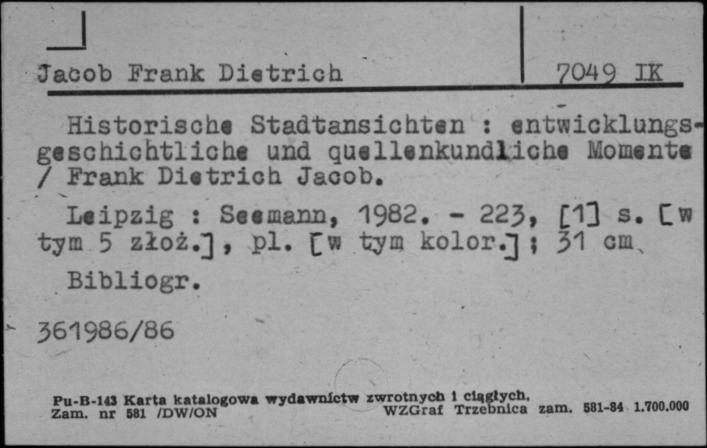 Jacob Frank Dietrich 7049 IK
Historische Stadtansichten : entwicklungs-
geschichtliche und quellenkundliche Momente
/ Frank Dietrich Jacob.
Leipzig : Seemann, 1982. - 223, [1] s. [w
tym 5 złoż.], pl. [w tym kolor.] ; 31 cm
Bibliogr.
361986/86
Pu-B-143 Karta katalogowa wydawnictw zwrotnych i ciągłych.
Zam. nr 581 /DW/ON WZGraf Trzebnica zam. 581-84 1.700.000